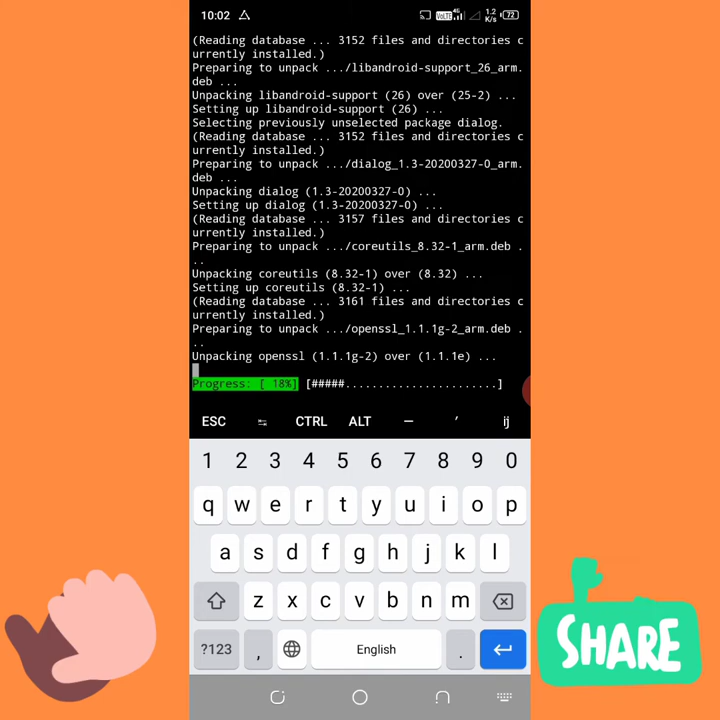 10:02
VoLTE 4G 1.2 K/s 72
(Reading database ... 3152 files and directories c
urrently installed.)
Preparing to unpack .../libandroid-support_26_arm.
deb ...
Unpacking libandroid-support (26) over (25-2) ...
Setting up libandroid-support (26) ...
Selecting previously unselected package dialog.
(Reading database ... 3152 files and directories c
urrently installed.)
Preparing to unpack .../dialog_1.3-20200327-0_arm.
deb ...
Unpacking dialog (1.3-20200327-0) ...
Setting up dialog (1.3-20200327-0) ...
(Reading database ... 3157 files and directories c
urrently installed.)
Preparing to unpack .../coreutils_8.32-1_arm.deb .
..
Unpacking coreutils (8.32-1) over (8.32) ...
Setting up coreutils (8.32-1) ...
(Reading database ... 3161 files and directories c
urrently installed.)
Preparing to unpack .../openssl_1.1.1g-2_arm.deb .
..
Unpacking openssl (1.1.1g-2) over (1.1.1e) ...
Progress: [ 18%] [#####.......................]
ESC CTRL ALT — ′ ij
1 2 3 4 5 6 7 8 9 0
q w e r t y u i o p
a s d f g h j k l
z x c v b n m
?123 , English .
SHARE